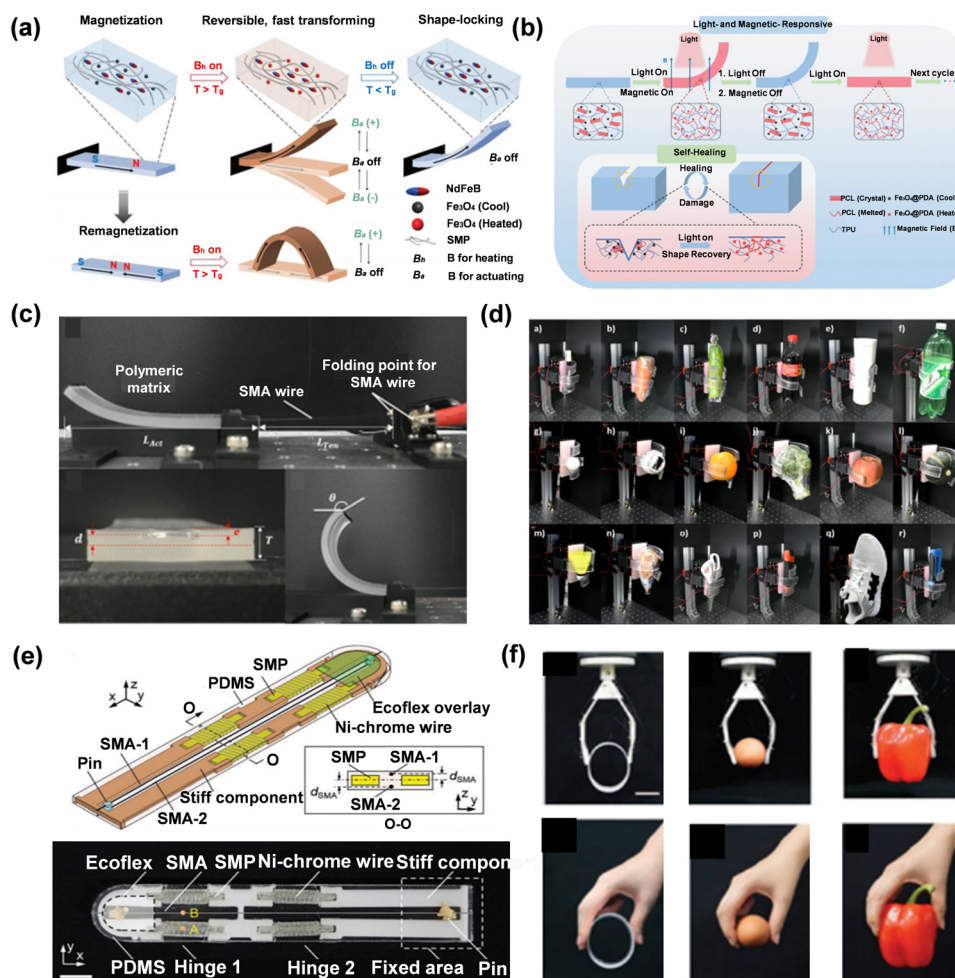 (a)
Magnetization
Reversible, fast transforming
Shape-locking
Bh on
T > Tg
Bh off
T < Tg
Ba (+)
Ba off
Ba (-)
Ba off
S
N
NdFeB
Fe3O4 (Cool)
Fe3O4 (Heated)
SMP
Bh B for heating
Ba B for actuating
Remagnetization
Bh on
T > Tg
Ba (+)
Ba off
S N N S
(b)
Light- and Magnetic-Responsive
Light
Light
B
Light On
Magnetic On
1. Light Off
2. Magnetic Off
Light On
Next cycle
Self-Healing
Healing
Damage
Light on
Shape Recovery
PCL (Crystal)
Fe3O4@PDA (Cool
PCL (Melted)
Fe3O4@PDA (Heate
TPU
Magnetic Field (B
(c)
Polymeric
matrix
SMA wire
Folding point for
SMA wire
LAct
LTen
d
e
T
θ
(d)
a) b) c) d) e) f)
g) h) i) j) k) l)
m) n) o) p) q) r)
(e)
SMP
PDMS
z
y
x
O
Ecoflex overlay
Ni-chrome wire
SMA-1
O
Pin
SMP
SMA-1
dSMA
dSMA
SMA-2
z
y
O-O
Stiff component
SMA-2
Ecoflex SMA SMP Ni-chrome wire Stiff component
B
A
y
x
PDMS Hinge 1 Hinge 2 Fixed area Pin
(f)